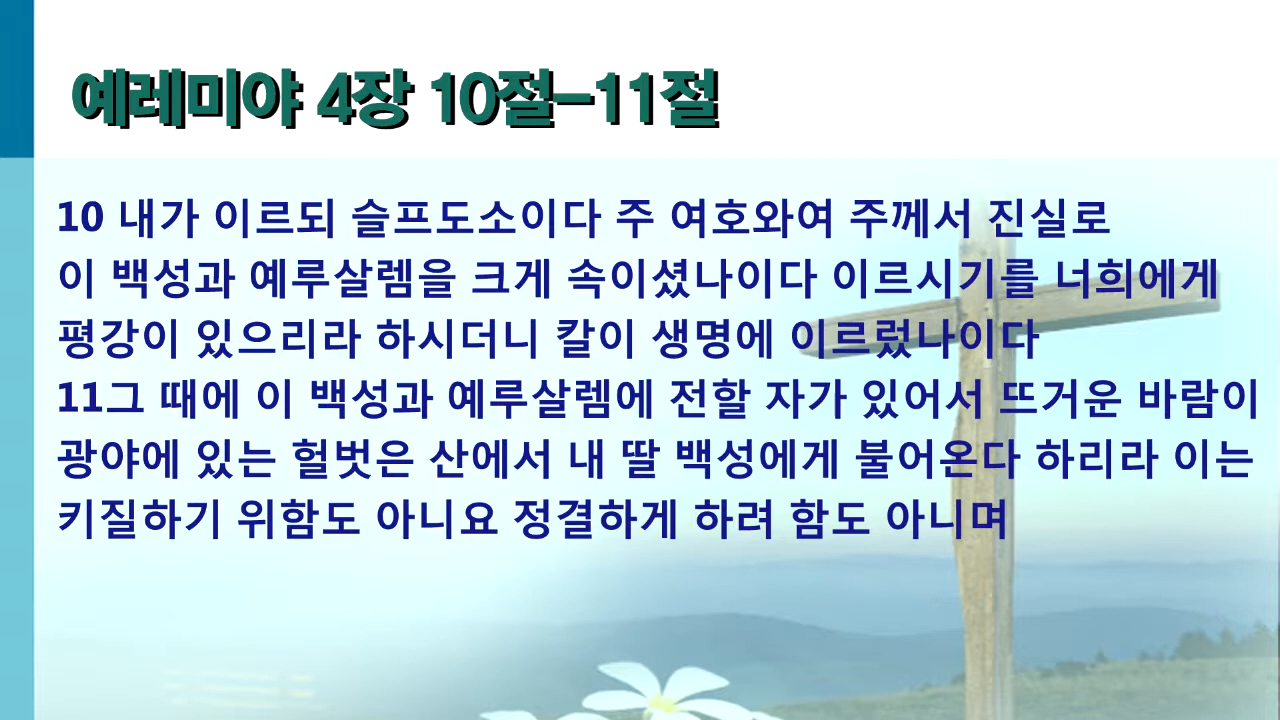 예레미야 4장 10절-11절
10 내가 이르되 슬프도소이다 주 여호와여 주께서 진실로
이 백성과 예루살렘을 크게 속이셨나이다 이르시기를 너희에게
평강이 있으리라 하시더니 칼이 생명에 이르렀나이다
11그 때에 이 백성과 예루살렘에 전할 자가 있어서 뜨거운 바람이
광야에 있는 헐벗은 산에서 내 딸 백성에게 불어온다 하리라 이는
키질하기 위함도 아니요 정결하게 하려 함도 아니며